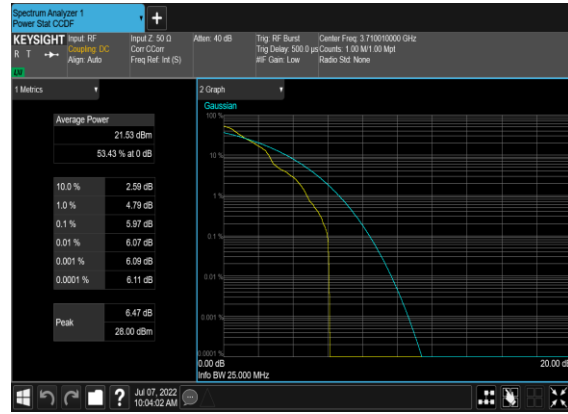 Spectrum Analyzer 1
Power Stat CCDF
+
KEYSIGHT
R T
LXI
Input: RF
Coupling: DC
Align: Auto
Input Z: 50 Ω
Corr CCorr
Freq Ref: Int (S)
Atten: 40 dB
Trig: RF Burst
Trig Delay: 500.0 µs
#IF Gain: Low
Center Freq: 3.710010000 GHz
Counts: 1.00 M/1.00 Mpt
Radio Std: None
1 Metrics
Average Power
21.53 dBm
53.43 % at 0 dB
10.0 % 2.59 dB
1.0 % 4.79 dB
0.1 % 5.97 dB
0.01 % 6.07 dB
0.001 % 6.09 dB
0.0001 % 6.11 dB
Peak
6.47 dB
28.00 dBm
2 Graph
Gaussian
100 %
10 %
1 %
0.1 %
0.01 %
0.001 %
0.0001 %
0.00 dB
20.00 dB
Info BW 25.000 MHz
?
Jul 07, 2022
10:04:02 AM